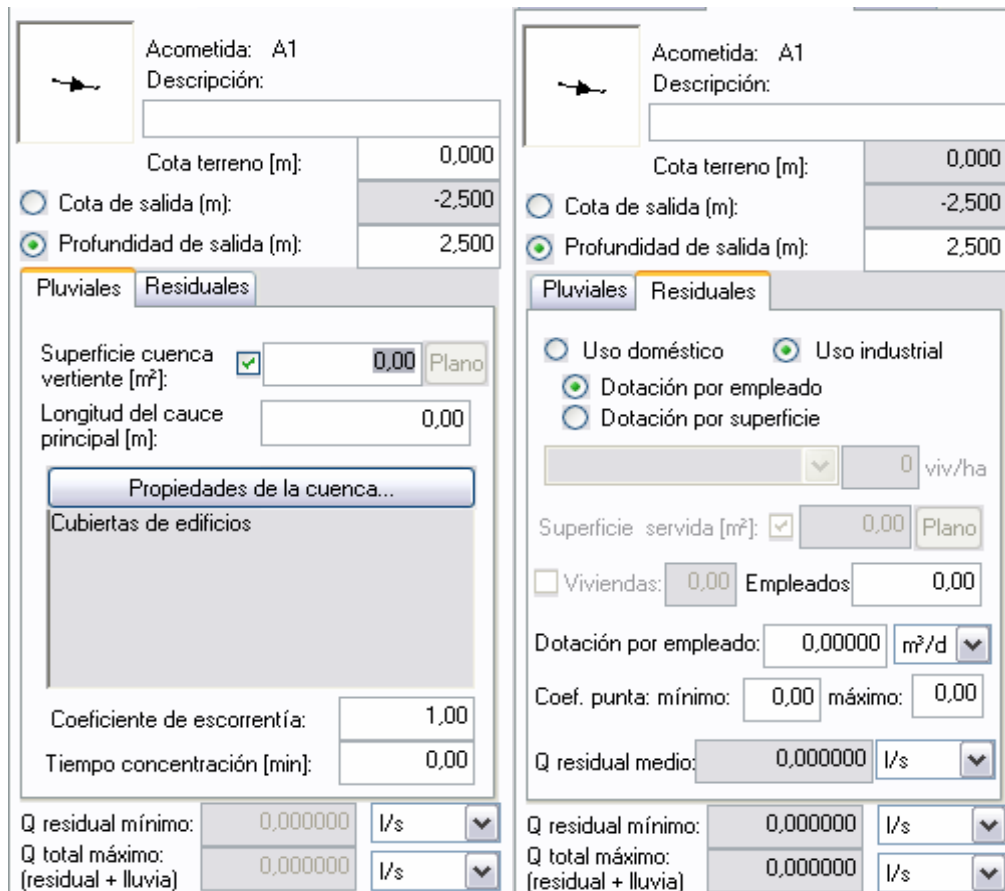 Acometida: A1
Descripción:
Cota terreno [m]: 0,000
Cota de salida (m): -2,500
Profundidad de salida (m): 2,500
Pluviales Residuales
Superficie cuenca
vertiente [m²]: 0,00 Plano
Longitud del cauce
principal [m]: 0,00
Propiedades de la cuenca...
Cubiertas de edificios
Coeficiente de escorrentía: 1,00
Tiempo concentración [min]: 0,00
Q residual mínimo: 0,000000 l/s
Q total máximo:
(residual + lluvia) 0,000000 l/s
Acometida: A1
Descripción:
Cota terreno [m]: 0,000
Cota de salida (m): -2,500
Profundidad de salida (m): 2,500
Pluviales Residuales
Uso doméstico Uso industrial
Dotación por empleado
Dotación por superficie
0 viv/ha
Superficie servida [m²]: 0,00 Plano
Viviendas: 0,00 Empleados 0,00
Dotación por empleado: 0,00000 m³/d
Coef. punta: mínimo: 0,00 máximo: 0,00
Q residual medio: 0,000000 l/s
Q residual mínimo: 0,000000 l/s
Q total máximo:
(residual + lluvia) 0,000000 l/s